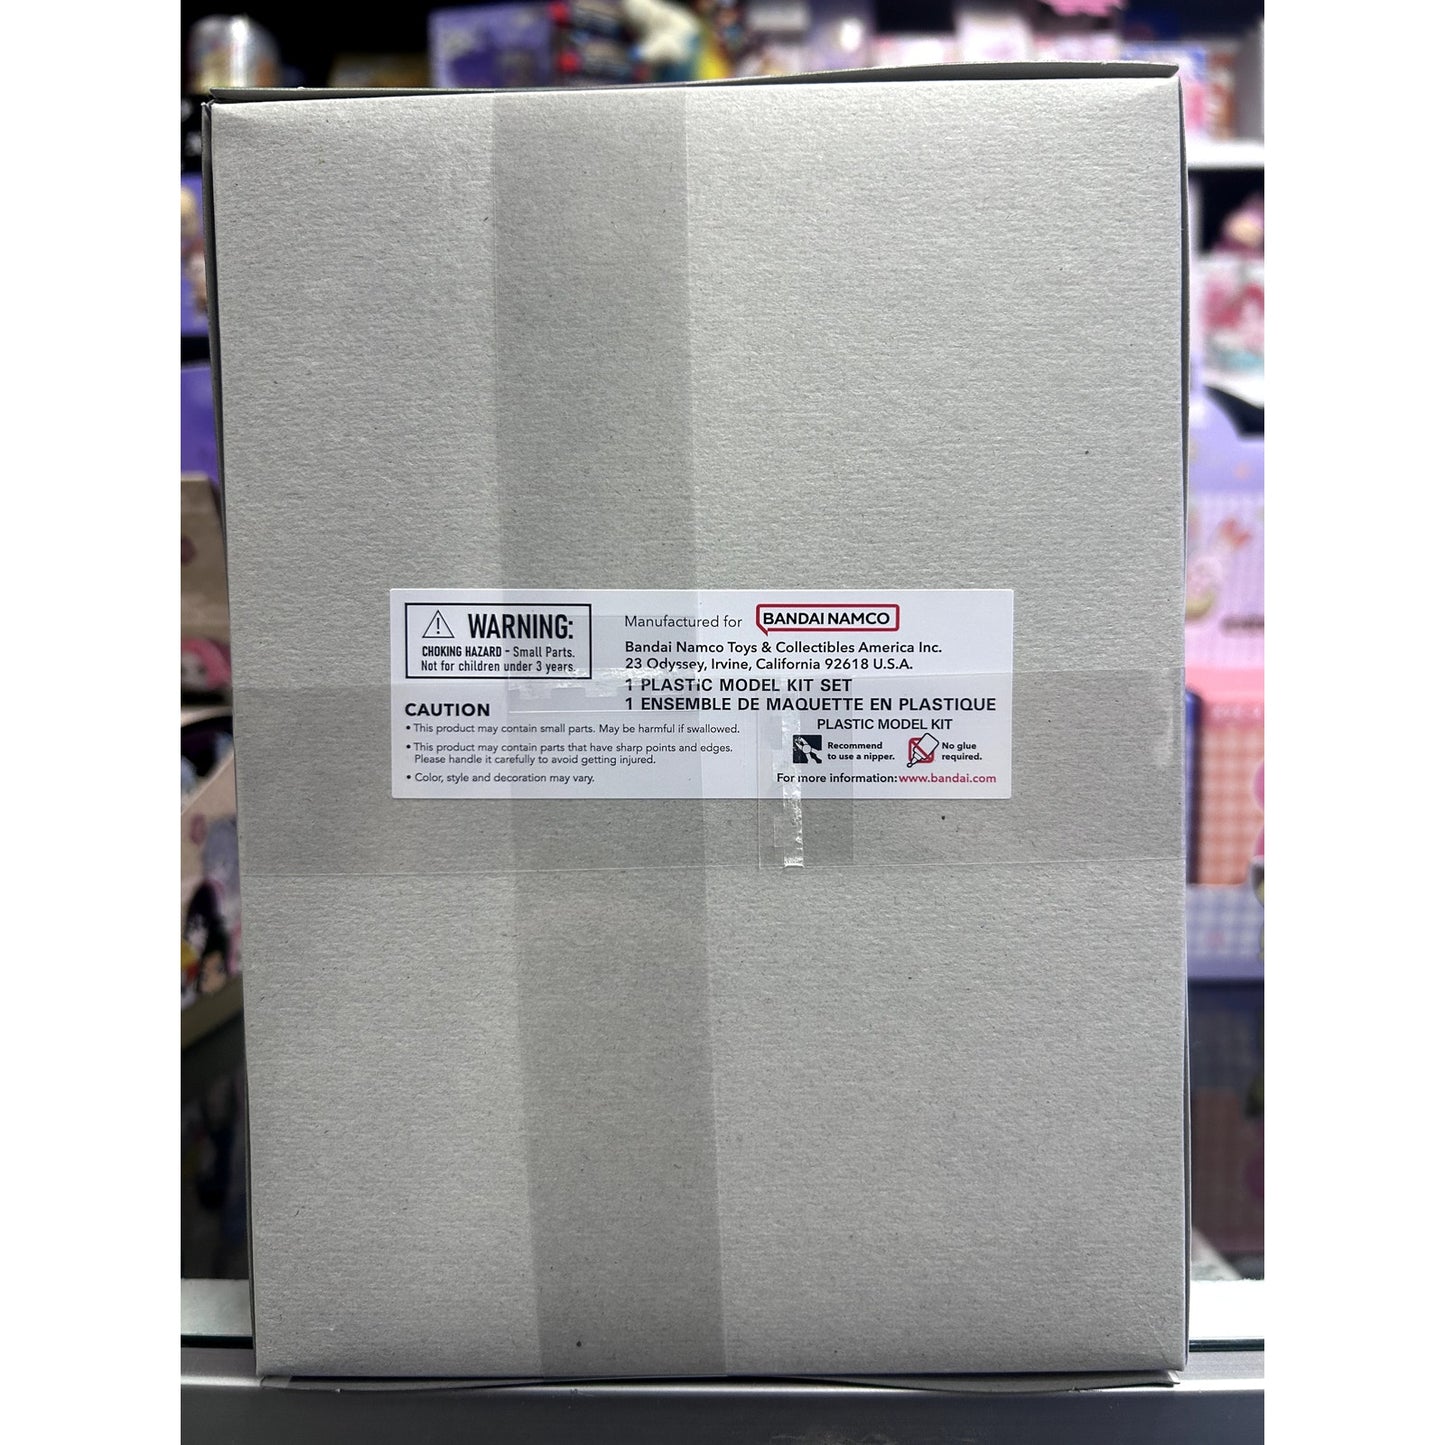 WARNING:
CHOKING HAZARD - Small Parts.
Not for children under 3 years.
CAUTION
• This product may contain small parts. May be harmful if swallowed.
• This product may contain parts that have sharp points and edges.
Please handle it carefully to avoid getting injured.
• Color, style and decoration may vary.
Manufactured for BANDAI NAMCO
Bandai Namco Toys & Collectibles America Inc.
23 Odyssey, Irvine, California 92618 U.S.A.
1 PLASTIC MODEL KIT SET
1 ENSEMBLE DE MAQUETTE EN PLASTIQUE
PLASTIC MODEL KIT
Recommend
to use a nipper.
No glue
required.
For more information: www.bandai.com